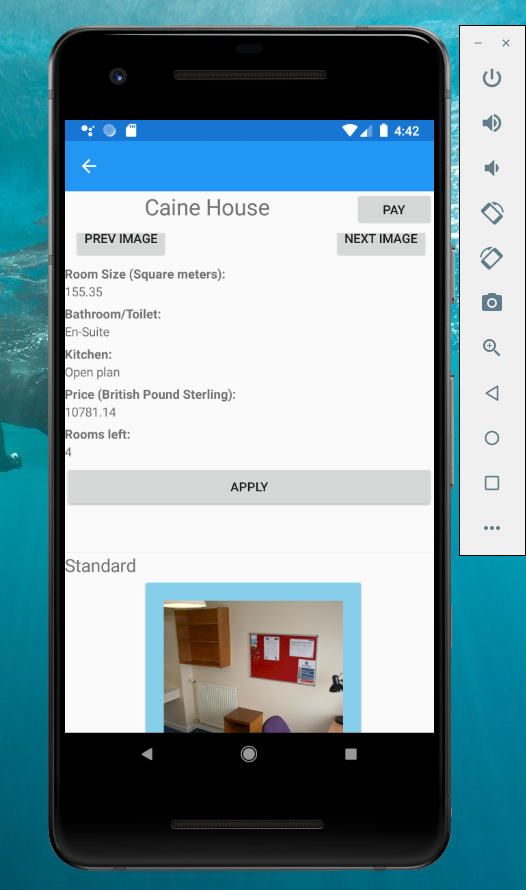 4:42
Caine House
PAY
PREV IMAGE
NEXT IMAGE
Room Size (Square meters):
155.35
Bathroom/Toilet:
En-Suite
Kitchen:
Open plan
Price (British Pound Sterling):
10781.14
Rooms left:
4
APPLY
Standard